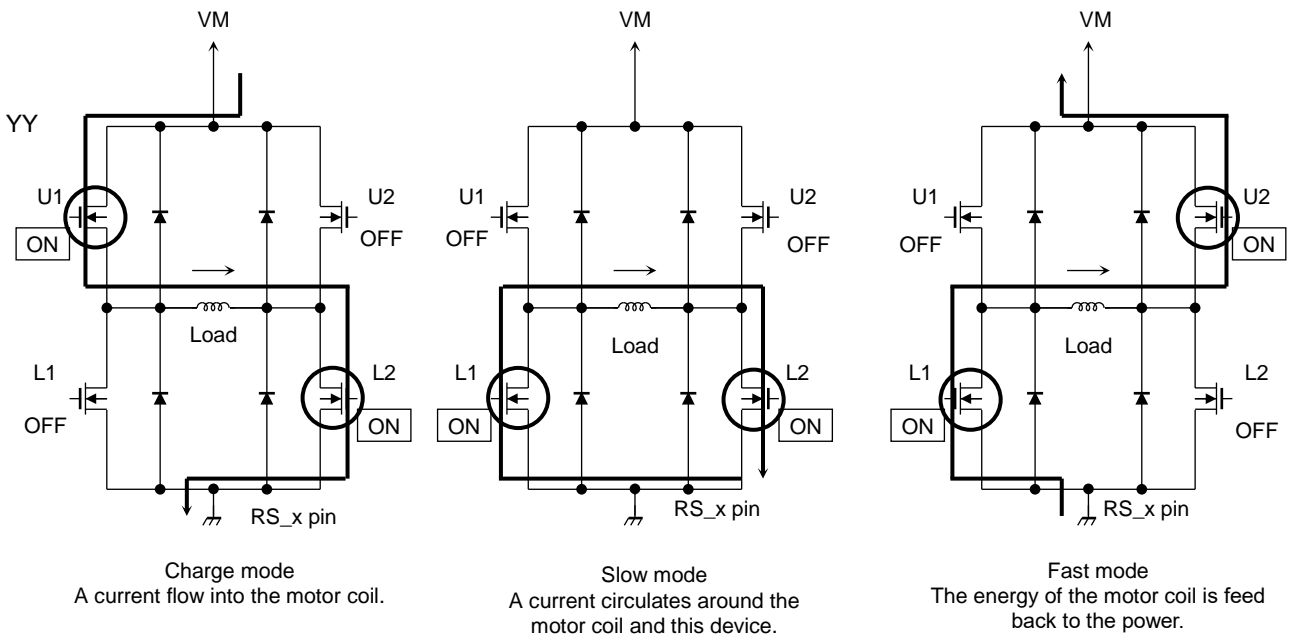 VM
YY
U1
ON
U2
OFF
Load
L1
OFF
L2
ON
RS_x pin
Charge mode
A current flow into the motor coil.
VM
U1
OFF
U2
OFF
Load
L1
ON
L2
ON
RS_x pin
Slow mode
A current circulates around the
motor coil and this device.
VM
U1
OFF
U2
ON
Load
L1
ON
L2
OFF
RS_x pin
Fast mode
The energy of the motor coil is feed
back to the power.